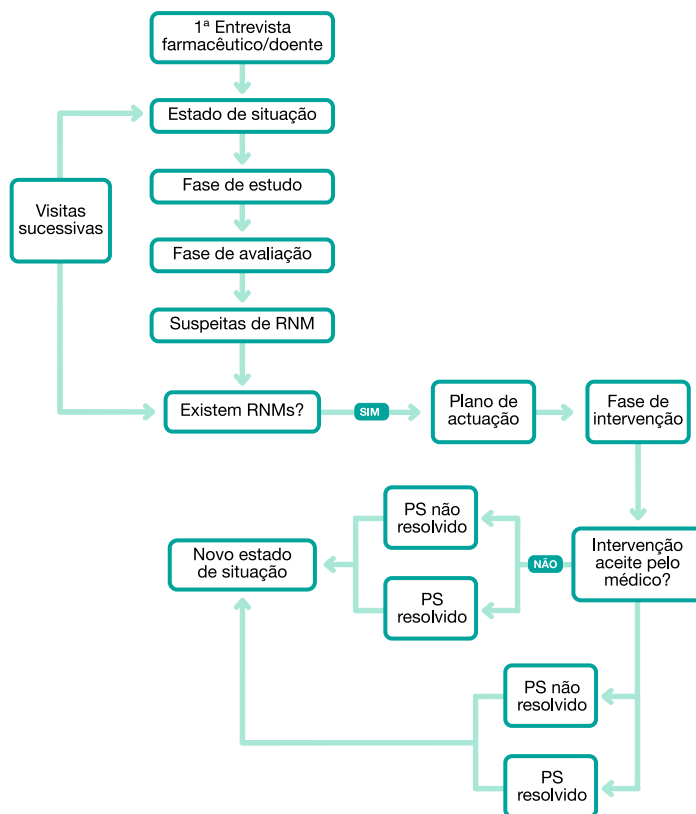 1ª Entrevista
farmacêutico/doente
Estado de situação
Fase de estudo
Visitas
sucessivas
Fase de avaliação
Suspeitas de RNM
Existem RNMs?
SIM
Plano de
actuação
Fase de
intervenção
PS não
resolvido
Novo estado
de situação
NÃO
Intervenção
aceite pelo
médico?
PS
resolvido
PS não
resolvido
PS
resolvido